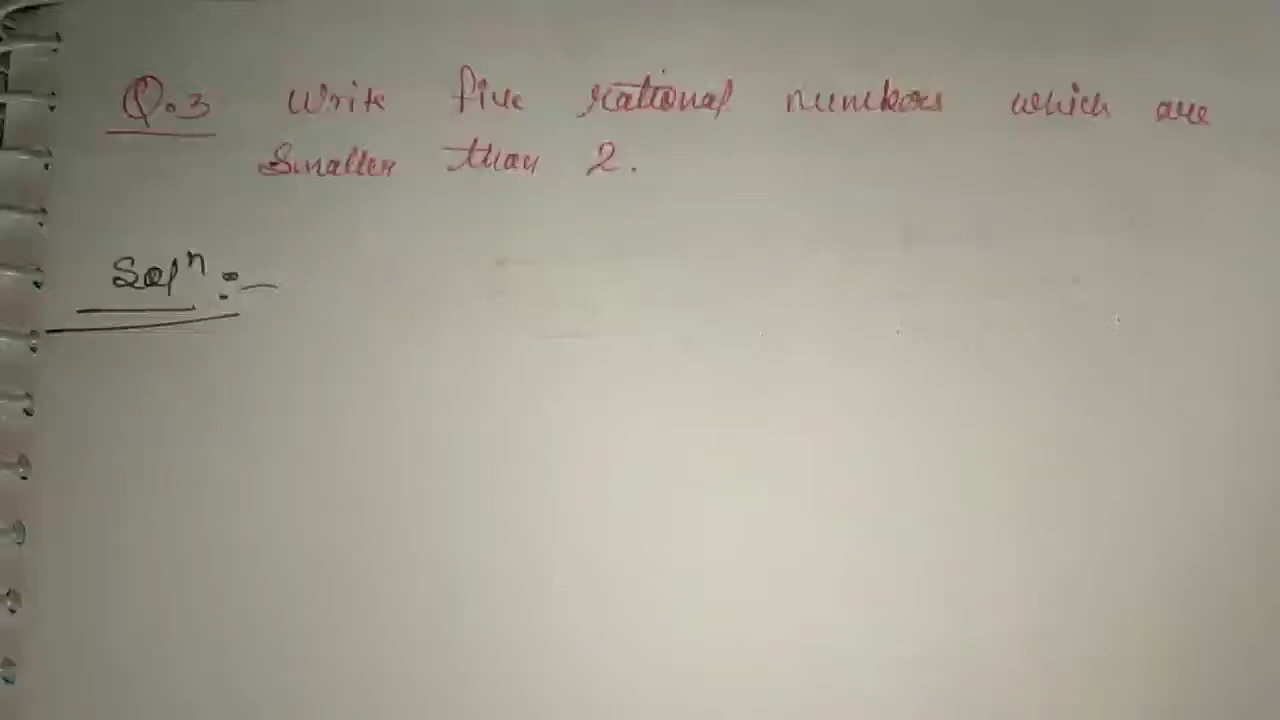 Q.3 Write five rational numbers which are
Smaller than 2.
Solⁿ :-